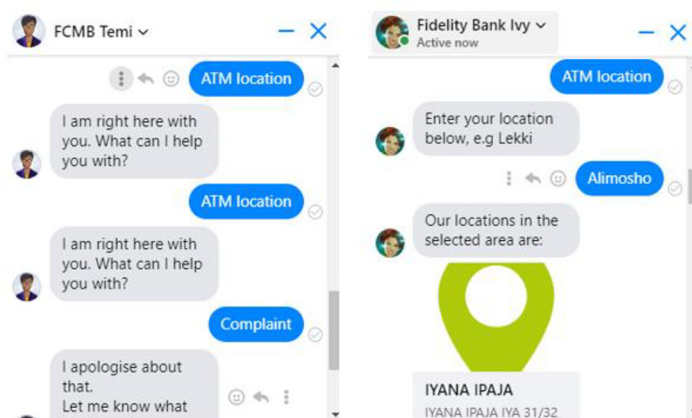 FCMB Temi
ATM location
I am right here with
you. What can I help
you with?
ATM location
I am right here with
you. What can I help
you with?
Complaint
I apologise about
that.
Let me know what
Fidelity Bank Ivy
Active now
ATM location
Enter your location
below, e.g Lekki
Alimosho
Our locations in the
selected area are:
IYANA IPAJA
IYANA IPAJA IYA 31/32